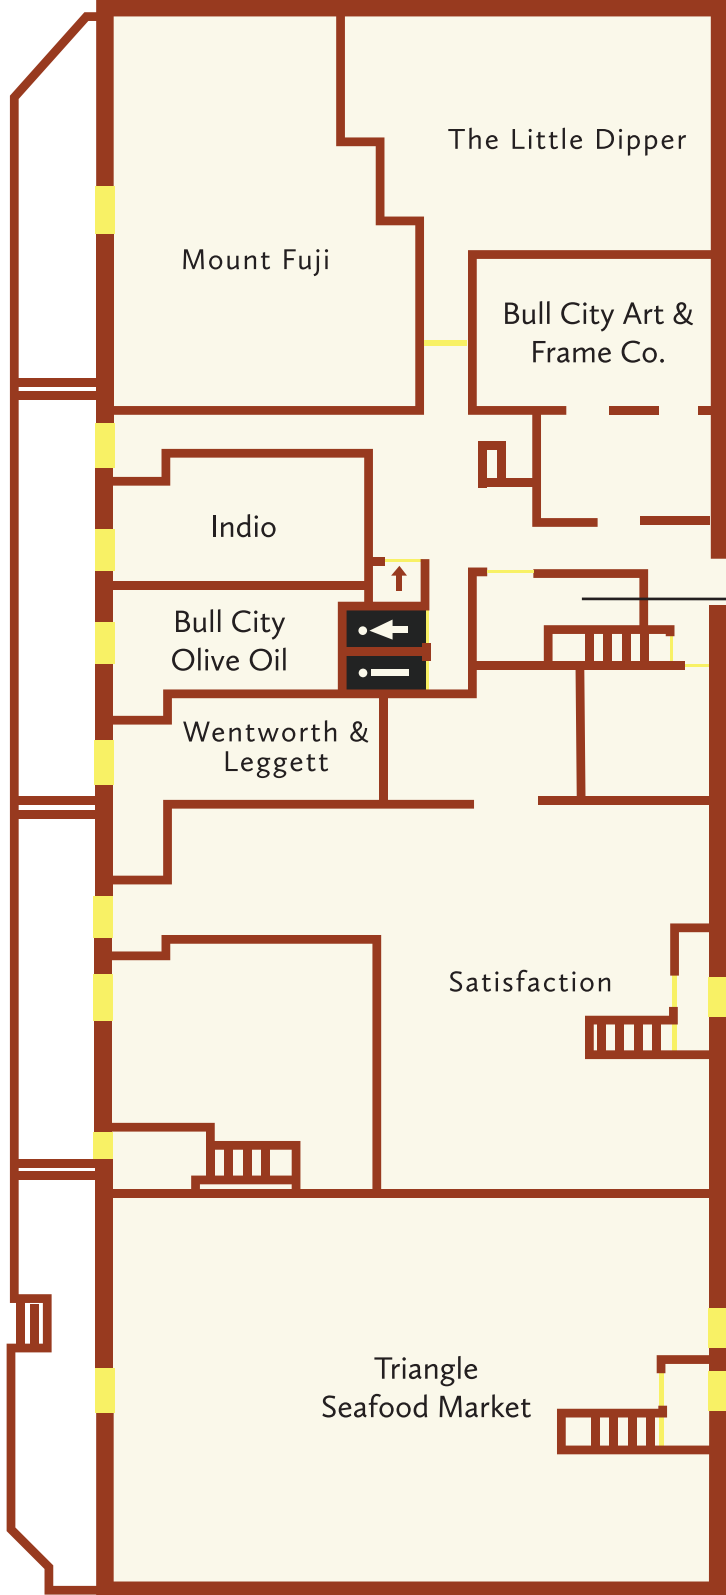 The Little Dipper
Mount Fuji
Bull City Art &
Frame Co.
Indio
Bull City
Olive Oil
Wentworth &
Leggett
Satisfaction
Triangle
Seafood Market